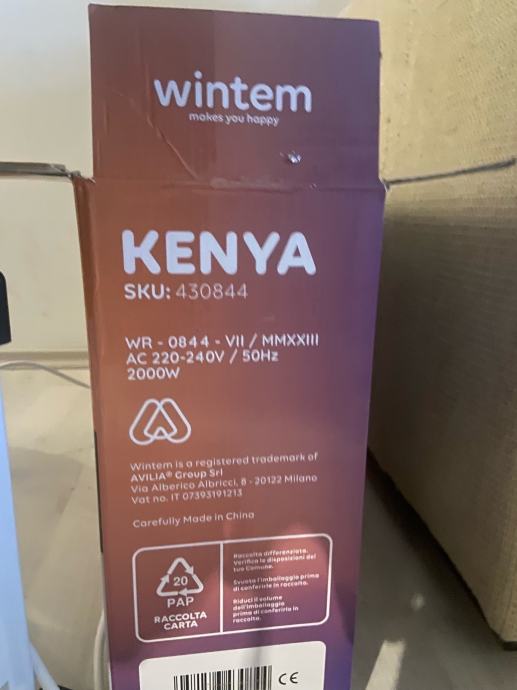 wintem
makes you happy
KENYA
SKU: 430844
WR - 0844 - VII / MMXXIII
AC 220-240V / 50Hz
2000W
Wintem is a registered trademark of
AVILIA® Group Srl
Via Alberico Albricci, 8 - 20122 Milano
Vat no. IT 07393191213
Carefully Made in China
20
PAP
RACCOLTA
CARTA
Raccolta differenziata.
Verifica le disposizioni del
tuo Comune.
Svuota l'imballaggio prima
di conferirlo in raccolta.
Riduci il volume
dell'imballaggio
prima di conferirlo in
raccolta.
CE